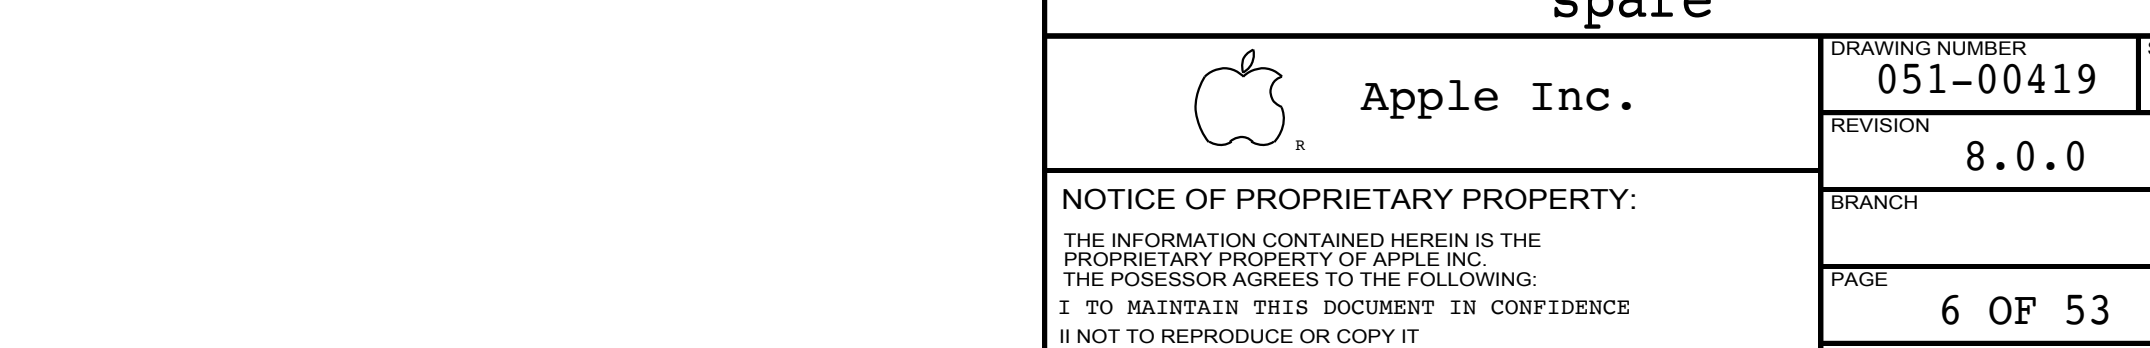 spare
Apple Inc.
R
DRAWING NUMBER
051-00419
REVISION
8.0.0
BRANCH
PAGE
6 OF 53
NOTICE OF PROPRIETARY PROPERTY:
THE INFORMATION CONTAINED HEREIN IS THE
PROPRIETARY PROPERTY OF APPLE INC.
THE POSESSOR AGREES TO THE FOLLOWING:
I TO MAINTAIN THIS DOCUMENT IN CONFIDENCE
II NOT TO REPRODUCE OR COPY IT